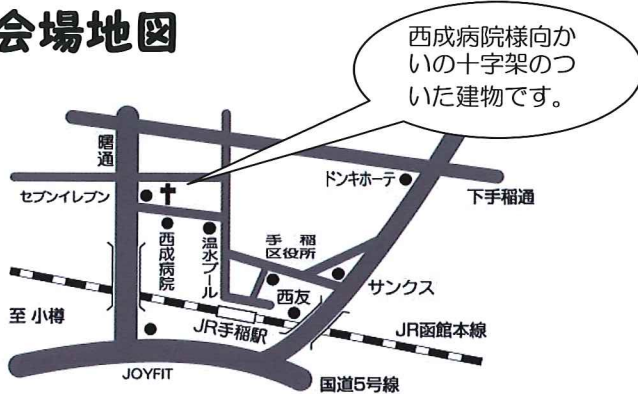 会場地図
西成病院様向か
いの十字架のつ
いた建物です。
曙通
ドンキホーテ
下手稲通
セブンイレブン
西成病院
温水プール
手稲
区役所
サンクス
西友
至 小樽
JR手稲駅
JR函館本線
JOYFIT
国道5号線